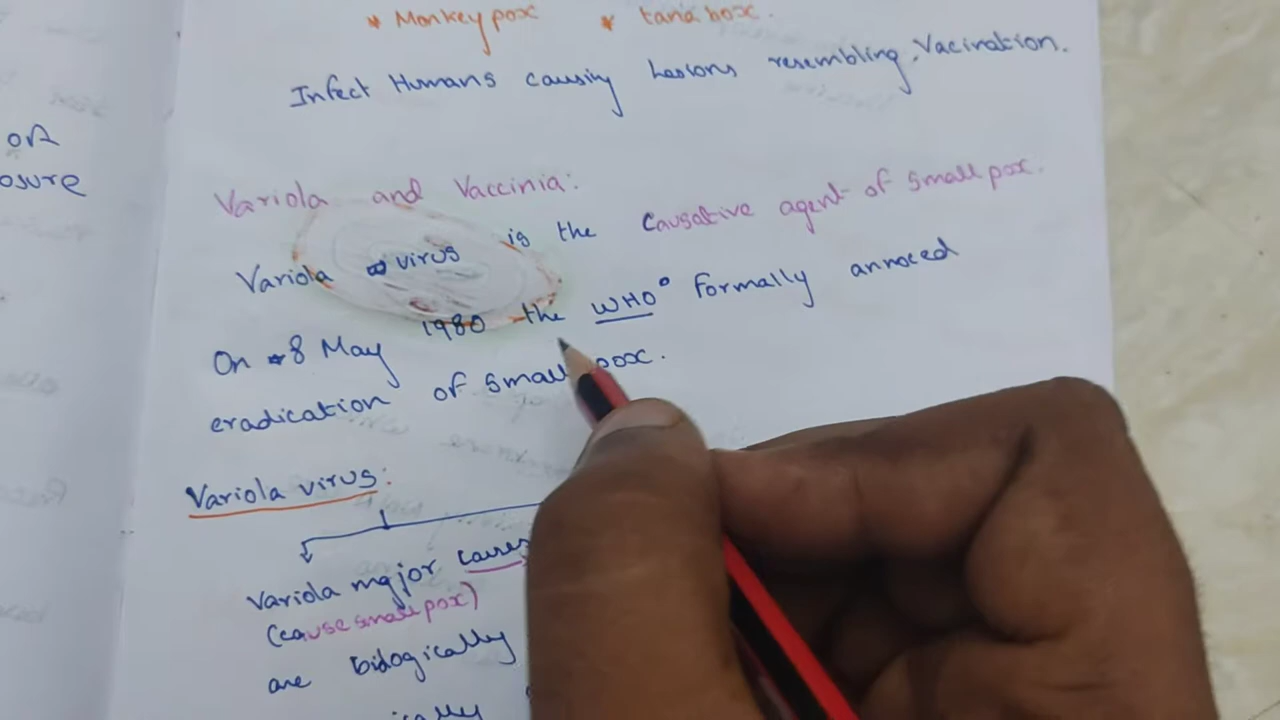 * Monkey pox * tana pox.
Infect Humans causing Lesions resembling Vacination.
or
osure
Variola and Vaccinia:
Variola virus is the Causative agent of small pox.
On 8 May 1980 the WHO formally annoced
eradication of small pox.
Variola virus:
Variola major causes
(cause small pox)
are biologically
ically